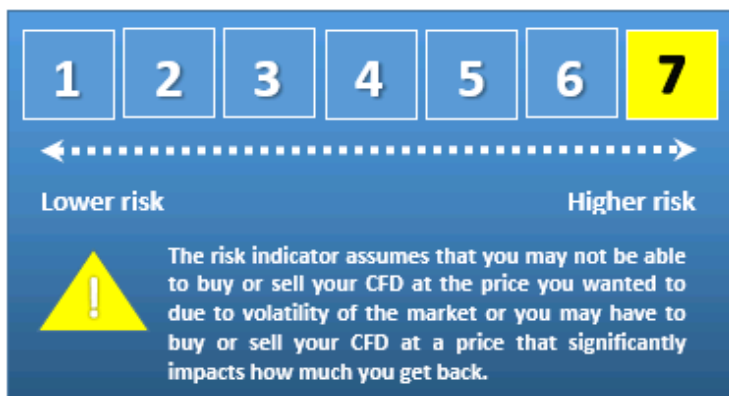 1 2 3 4 5 6 7
Lower risk Higher risk
!
The risk indicator assumes that you may not be able
to buy or sell your CFD at the price you wanted to
due to volatility of the market or you may have to
buy or sell your CFD at a price that significantly
impacts how much you get back.